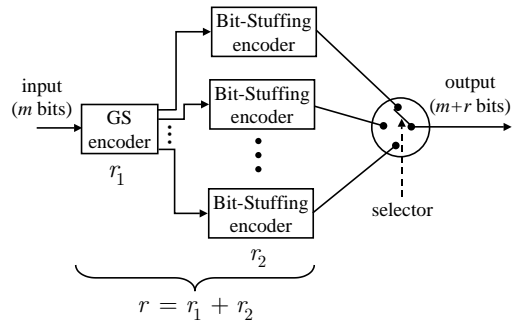 Bit-Stuffing
encoder
input
(m bits)
GS
encoder
r₁
Bit-Stuffing
encoder
Bit-Stuffing
encoder
r₂
output
(m+r bits)
selector
r = r₁ + r₂